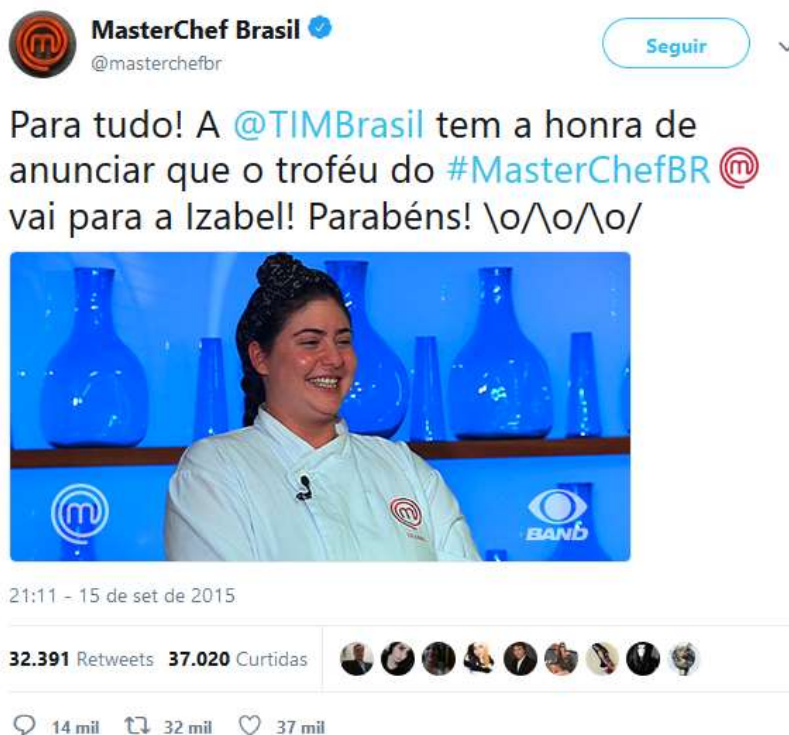 MasterChef Brasil
@masterchefbr
Seguir
Para tudo! A @TIMBrasil tem a honra de
anunciar que o troféu do #MasterChefBR
vai para a Izabel! Parabéns! \o/\o/\o/
BAND
21:11 - 15 de set de 2015
32.391 Retweets 37.020 Curtidas
14 mil 32 mil 37 mil